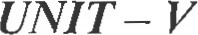 UNIT – V